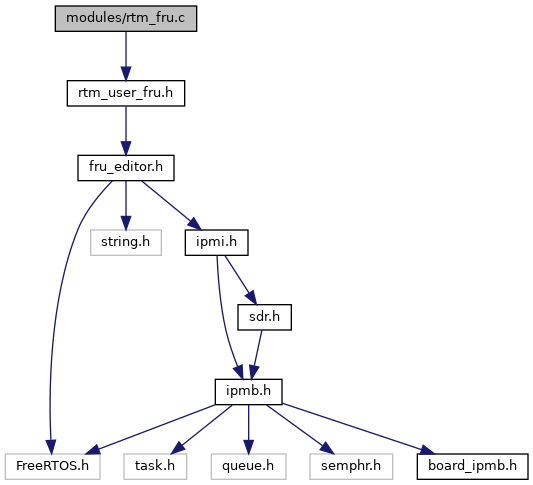 modules/rtm_fru.c
rtm_user_fru.h
fru_editor.h
string.h
ipmi.h
sdr.h
ipmb.h
FreeRTOS.h
task.h
queue.h
semphr.h
board_ipmb.h